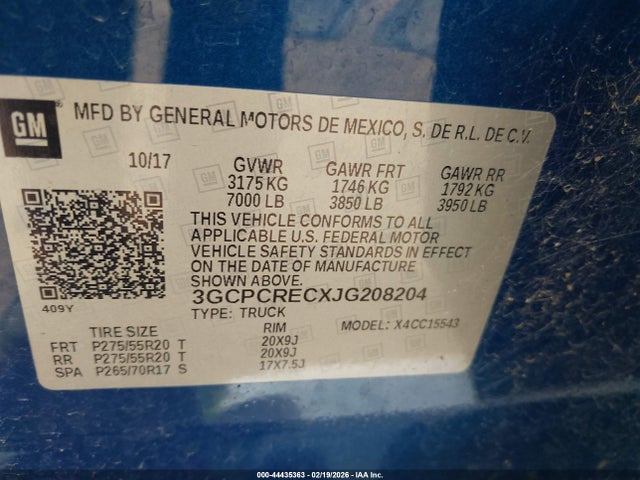 GM
MFD BY GENERAL MOTORS DE MEXICO, S. DE R.L. DE C.V.
10/17 GVWR GAWR FRT GAWR RR
3175 KG 1746 KG 1792 KG
7000 LB 3850 LB 3950 LB
THIS VEHICLE CONFORMS TO ALL
APPLICABLE U.S. FEDERAL MOTOR
VEHICLE SAFETY STANDARDS IN EFFECT
ON THE DATE OF MANUFACTURE
SHOWN ABOVE.
409Y 3GCPCRECXJG208204
TYPE: TRUCK MODEL: X4CC15543
TIRE SIZE RIM
FRT P275/55R20 T 20X9J
RR P275/55R20 T 20X9J
SPA P265/70R17 S 17X7.5J
000-44435363 - 02/19/2026 - IAA Inc.